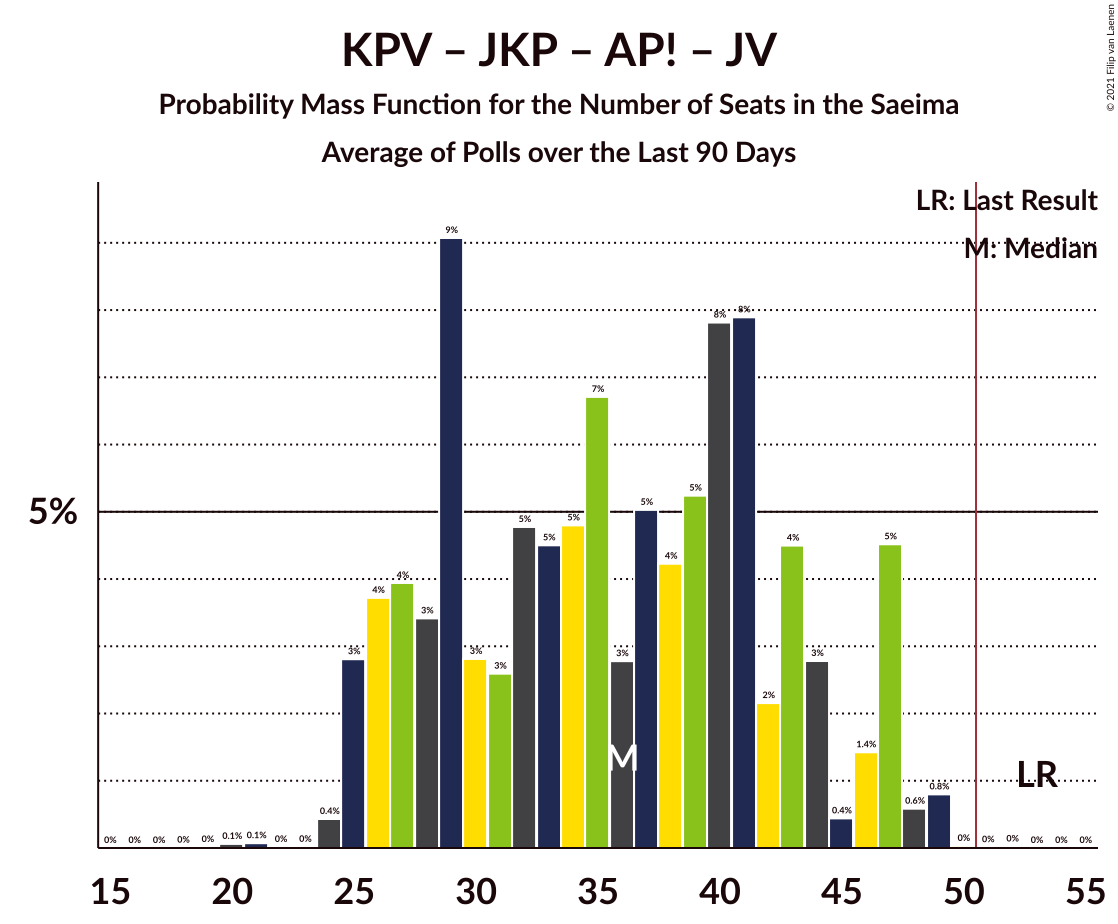 KPV – JKP – AP! – JV
Probability Mass Function for the Number of Seats in the Saeima
Average of Polls over the Last 90 Days
© 2021 Filip van Laenen
LR: Last Result
M: Median
5%
0% 0% 0% 0% 0% 0.1% 0.1% 0% 0% 0.4% 3% 4% 4% 3% 9% 3% 3% 5% 5% 5% 7% 3% 5% 4% 5% 8% 8% 2% 4% 3% 0.4% 1.4% 5% 0.6% 0.8% 0% 0% 0% 0% 0% 0%
M
LR
15 20 25 30 35 40 45 50 55